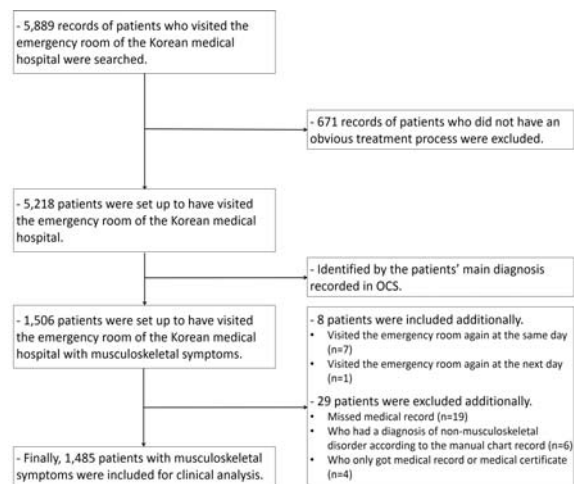 - 5,889 records of patients who visited the
emergency room of the Korean medical
hospital were searched.
- 671 records of patients who did not have an
obvious treatment process were excluded.
- 5,218 patients were set up to have visited
the emergency room of the Korean medical
hospital.
- Identified by the patients' main diagnosis
recorded in OCS.
- 1,506 patients were set up to have visited
the emergency room of the Korean medical
hospital with musculoskeletal symptoms.
- 8 patients were included additionally.
• Visited the emergency room again at the same day
(n=7)
• Visited the emergency room again at the next day
(n=1)
- 29 patients were excluded additionally.
• Missed medical record (n=19)
• Who had a diagnosis of non-musculoskeletal
disorder according to the manual chart record (n=6)
• Who only got medical record or medical certificate
(n=4)
- Finally, 1,485 patients with musculoskeletal
symptoms were included for clinical analysis.